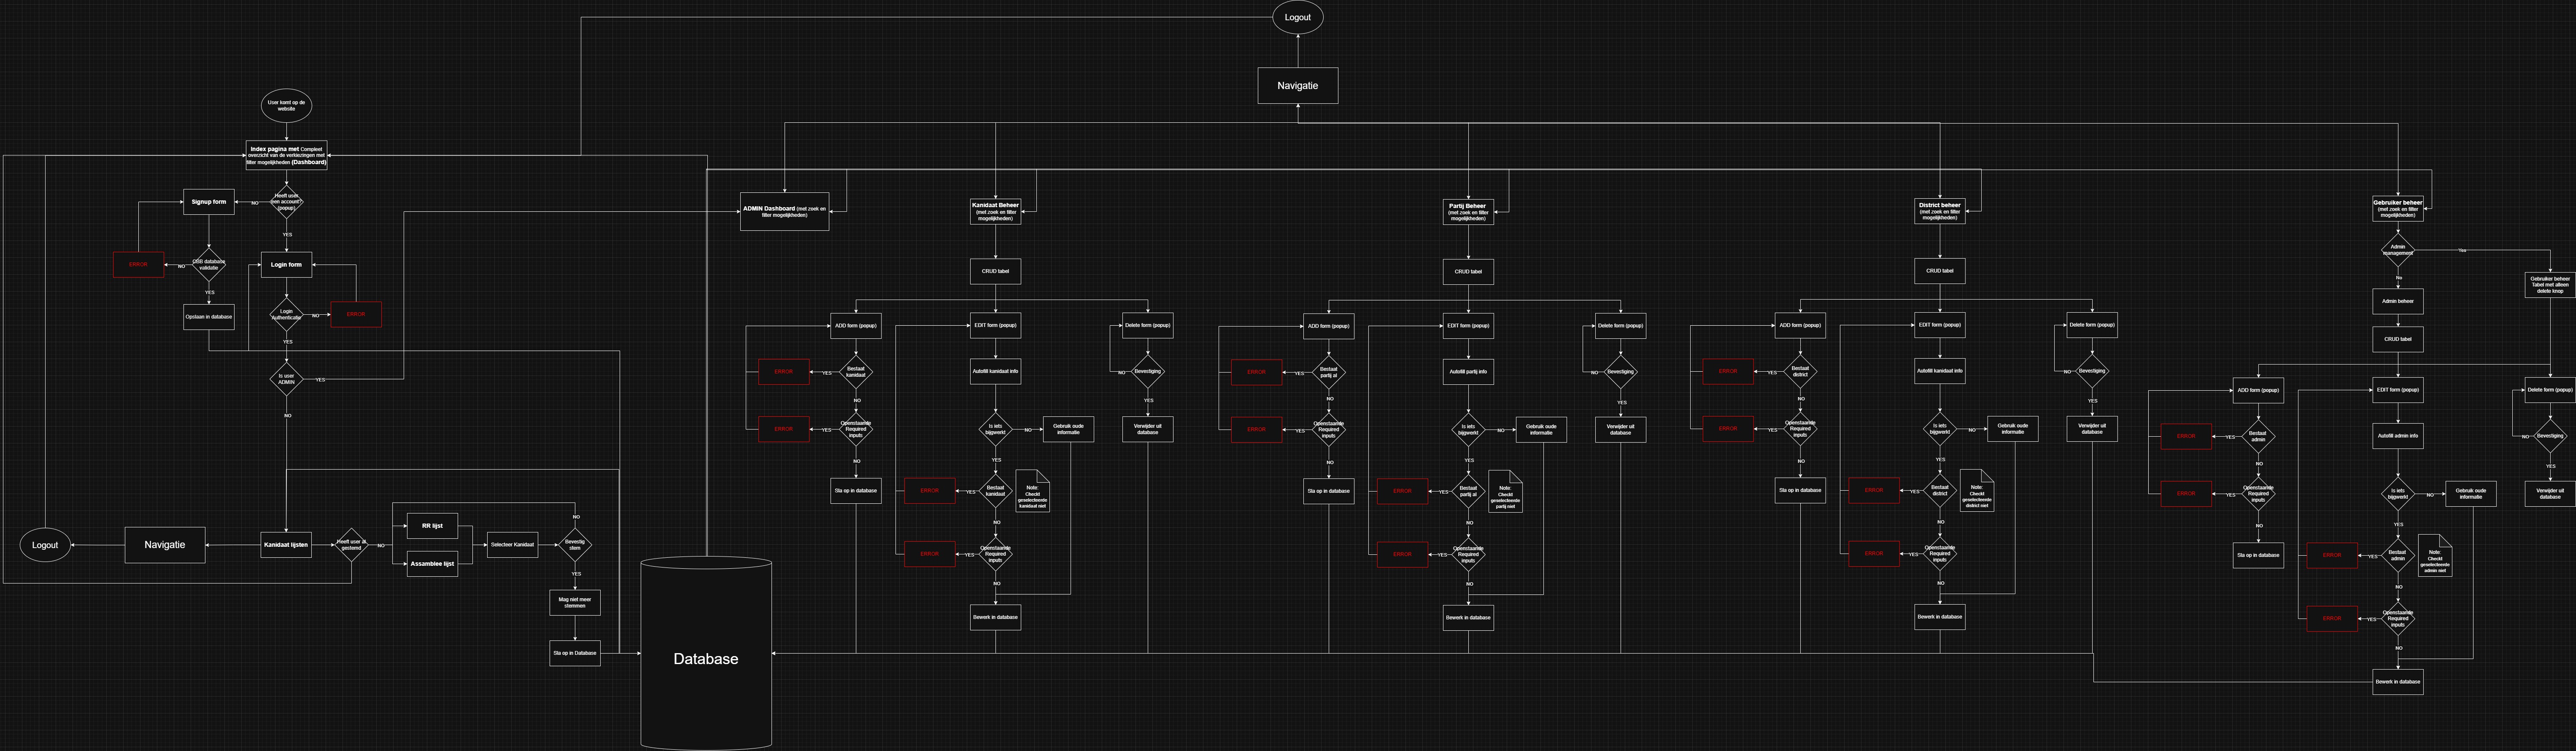 Logout
Navigatie
User komt op de
website
Index pagina met Compleet
overzicht van de verkiezingen met
filter mogelijkheden (Dashboard)
Heeft user
een account?
(popup)
NO
YES
Signup form
ERROR
NO
GBB database
validatie
YES
Opslaan in database
Login form
Login
Authenticatie
NO
ERROR
YES
Is user
ADMIN
YES
NO
Logout
Navigatie
Kanidaat lijsten
Heeft user al
gestemd
NO
RR lijst
Assamblee lijst
Selecteer Kanidaat
NO
Bevestig
stem
YES
Mag niet meer
stemmen
Sla op in Database
Database
ADMIN Dashboard (met zoek en
filter mogelijkheden)
Kanidaat Beheer
(met zoek en filter
mogelijkheden)
CRUD tabel
ADD form (popup)
ERROR
YES
Bestaat
kanidaat
NO
ERROR
YES
Openstaande
Required
inputs
NO
Sla op in database
EDIT form (popup)
Autofill kanidaat info
Is iets
bijgwerkt
NO
Gebruik oude
informatie
YES
ERROR
YES
Bestaat
kanidaat
Note:
Checkt
geselecteerde
kanidaat niet
NO
ERROR
YES
Openstaande
Required
inputs
NO
Bewerk in database
Delete form (popup)
NO
Bevestiging
YES
Verwijder uit
database
Partij Beheer
(met zoek en filter
mogelijkheden)
CRUD tabel
ADD form (popup)
ERROR
YES
Bestaat
partij al
NO
ERROR
YES
Openstaande
Required
inputs
NO
Sla op in database
EDIT form (popup)
Autofill partij info
Is iets
bijgwerkt
NO
Gebruik oude
informatie
YES
ERROR
YES
Bestaat
partij al
Note:
Checkt
geselecteerde
partij niet
NO
ERROR
YES
Openstaande
Required
inputs
NO
Bewerk in database
Delete form (popup)
NO
Bevestiging
YES
Verwijder uit
database
District beheer
(met zoek en filter
mogelijkheden)
CRUD tabel
ADD form (popup)
ERROR
YES
Bestaat
district
NO
ERROR
YES
Openstaande
Required
inputs
NO
Sla op in database
EDIT form (popup)
Autofill kanidaat info
Is iets
bijgwerkt
NO
Gebruik oude
informatie
YES
ERROR
YES
Bestaat
district
Note:
Checkt
geselecteerde
district niet
NO
ERROR
YES
Openstaande
Required
inputs
NO
Bewerk in database
Delete form (popup)
NO
Bevestiging
YES
Verwijder uit
database
Gebruiker beheer
(met zoek en filter
mogelijkheden)
Admin
management
Yes
No
Gebruiker beheer
Tabel met alleen
delete knop
Admin beheer
CRUD tabel
ADD form (popup)
ERROR
YES
Bestaat
admin
NO
ERROR
YES
Openstaande
Required
inputs
NO
Sla op in database
EDIT form (popup)
Autofill admin info
Is iets
bijgwerkt
NO
Gebruik oude
informatie
YES
ERROR
YES
Bestaat
admin
Note:
Checkt
geselecteerde
admin niet
NO
ERROR
YES
Openstaande
Required
inputs
NO
Bewerk in database
Delete form (popup)
NO
Bevestiging
YES
Verwijder uit
database